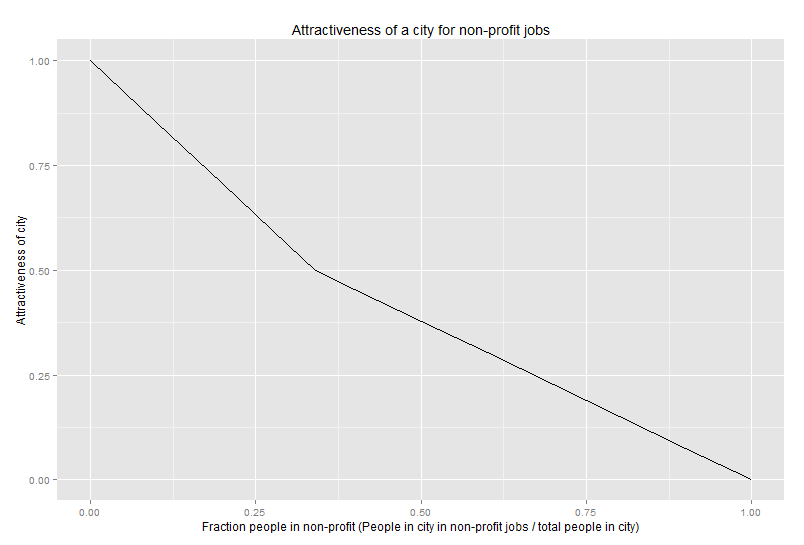 Attractiveness of a city for non-profit jobs
1.00
0.75
0.50
0.25
0.00
Attractiveness of city
0.00 0.25 0.50 0.75 1.00
Fraction people in non-profit (People in city in non-profit jobs / total people in city)